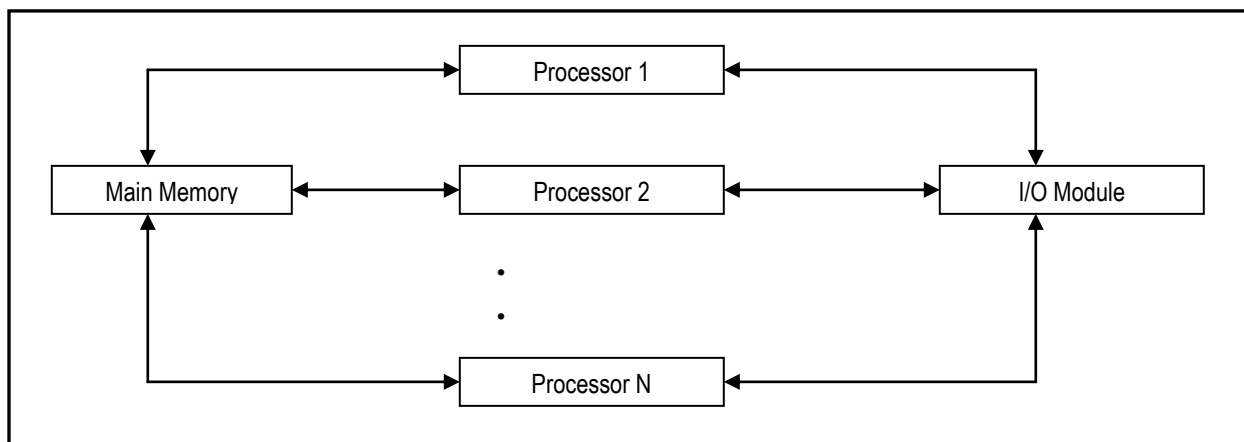 Processor 1
Main Memory
Processor 2
I/O Module
Processor N